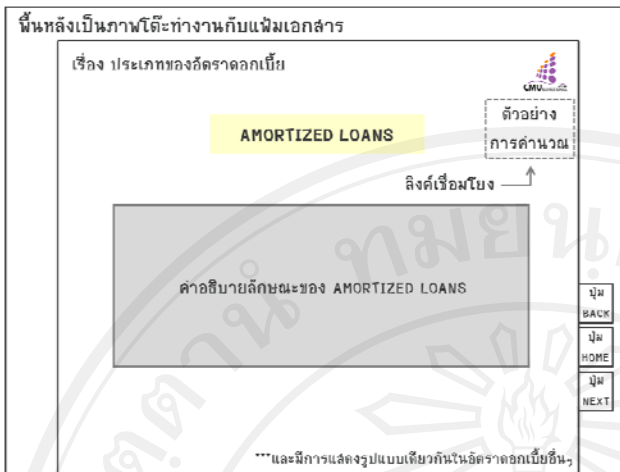 พื้นหลังเป็นภาพโต๊ะทำงานกับแฟ้มเอกสาร
เรื่อง ประเภทของอัตราดอกเบี้ย
CMU
AMORTIZED LOANS
ตัวอย่าง
การคำนวณ
ลิงค์เชื่อมโยง
คำอธิบายลักษณะของ AMORTIZED LOANS
ปุ่ม
BACK
ปุ่ม
HOME
ปุ่ม
NEXT
***และมีการแสดงรูปแบบเดียวกันในอัตราดอกเบี้ยอื่นๆ